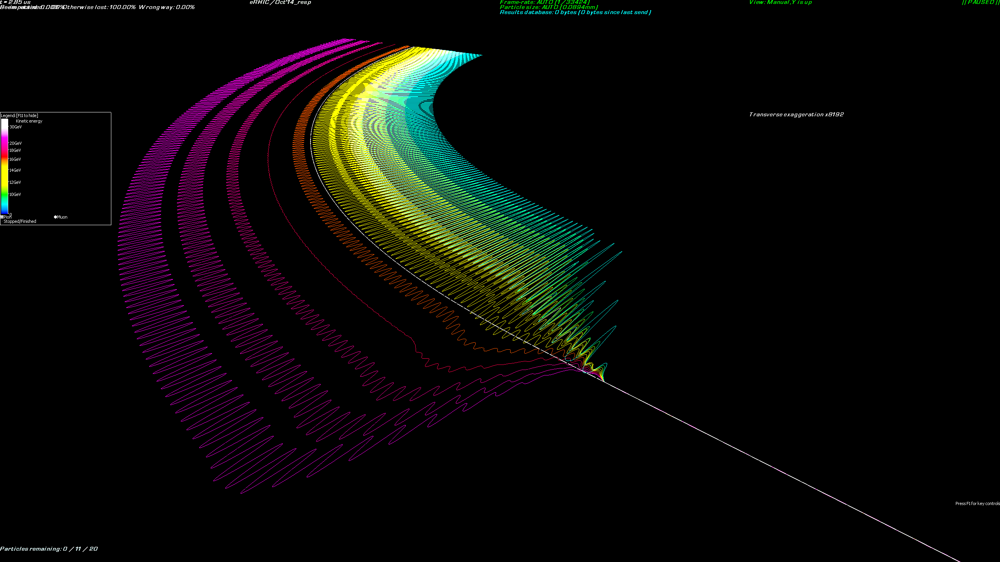 t = 2.85 us
Otherwise lost: 100.00% Wrong way: 0.00%
eRHIC / Oct'14_resp
Frame-rate: AUTO (1 / 33424)
Particle size: AUTO (0.0894mm)
Results database: 0 bytes (0 bytes since last send)
View: Manual, Y is up
|| PAUSED ||
Transverse exaggeration x8192
Legend: [F11 to hide]
Kinetic energy
30GeV
20GeV
18GeV
16GeV
14GeV
12GeV
10GeV
0
Pion
Muon
· Stopped/Finished
Press F1 for key controls
Particles remaining: 0 / 11 / 20